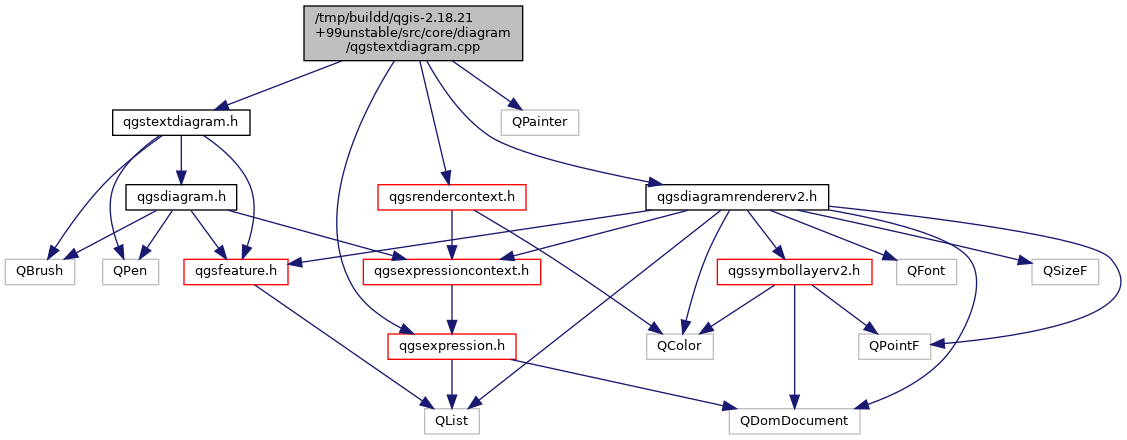 /tmp/buildd/qgis-2.18.21
+99unstable/src/core/diagram
/qgstextdiagram.cpp
qgstextdiagram.h
QPainter
qgsdiagram.h
qgsrendercontext.h
qgsdiagramrendererv2.h
QBrush
QPen
qgsfeature.h
qgsexpressioncontext.h
qgssymbollayerv2.h
QFont
QSizeF
qgsexpression.h
QColor
QPointF
QList
QDomDocument